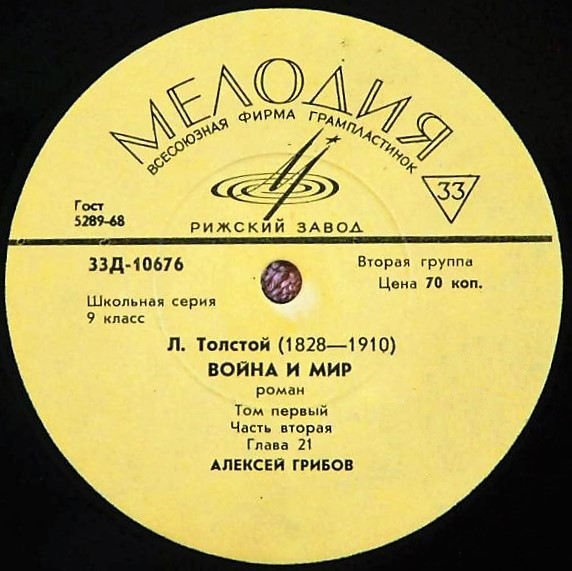 МЕЛОДИЯ
ВСЕСОЮЗНАЯ ФИРМА ГРАМПЛАСТИНОК
33
Гост
5289-68
РИЖСКИЙ ЗАВОД
33Д-10676
Вторая группа
Цена 70 коп.
Школьная серия
9 класс
Л. Толстой (1828—1910)
ВОЙНА И МИР
роман
Том первый
Часть вторая
Глава 21
АЛЕКСЕЙ ГРИБОВ